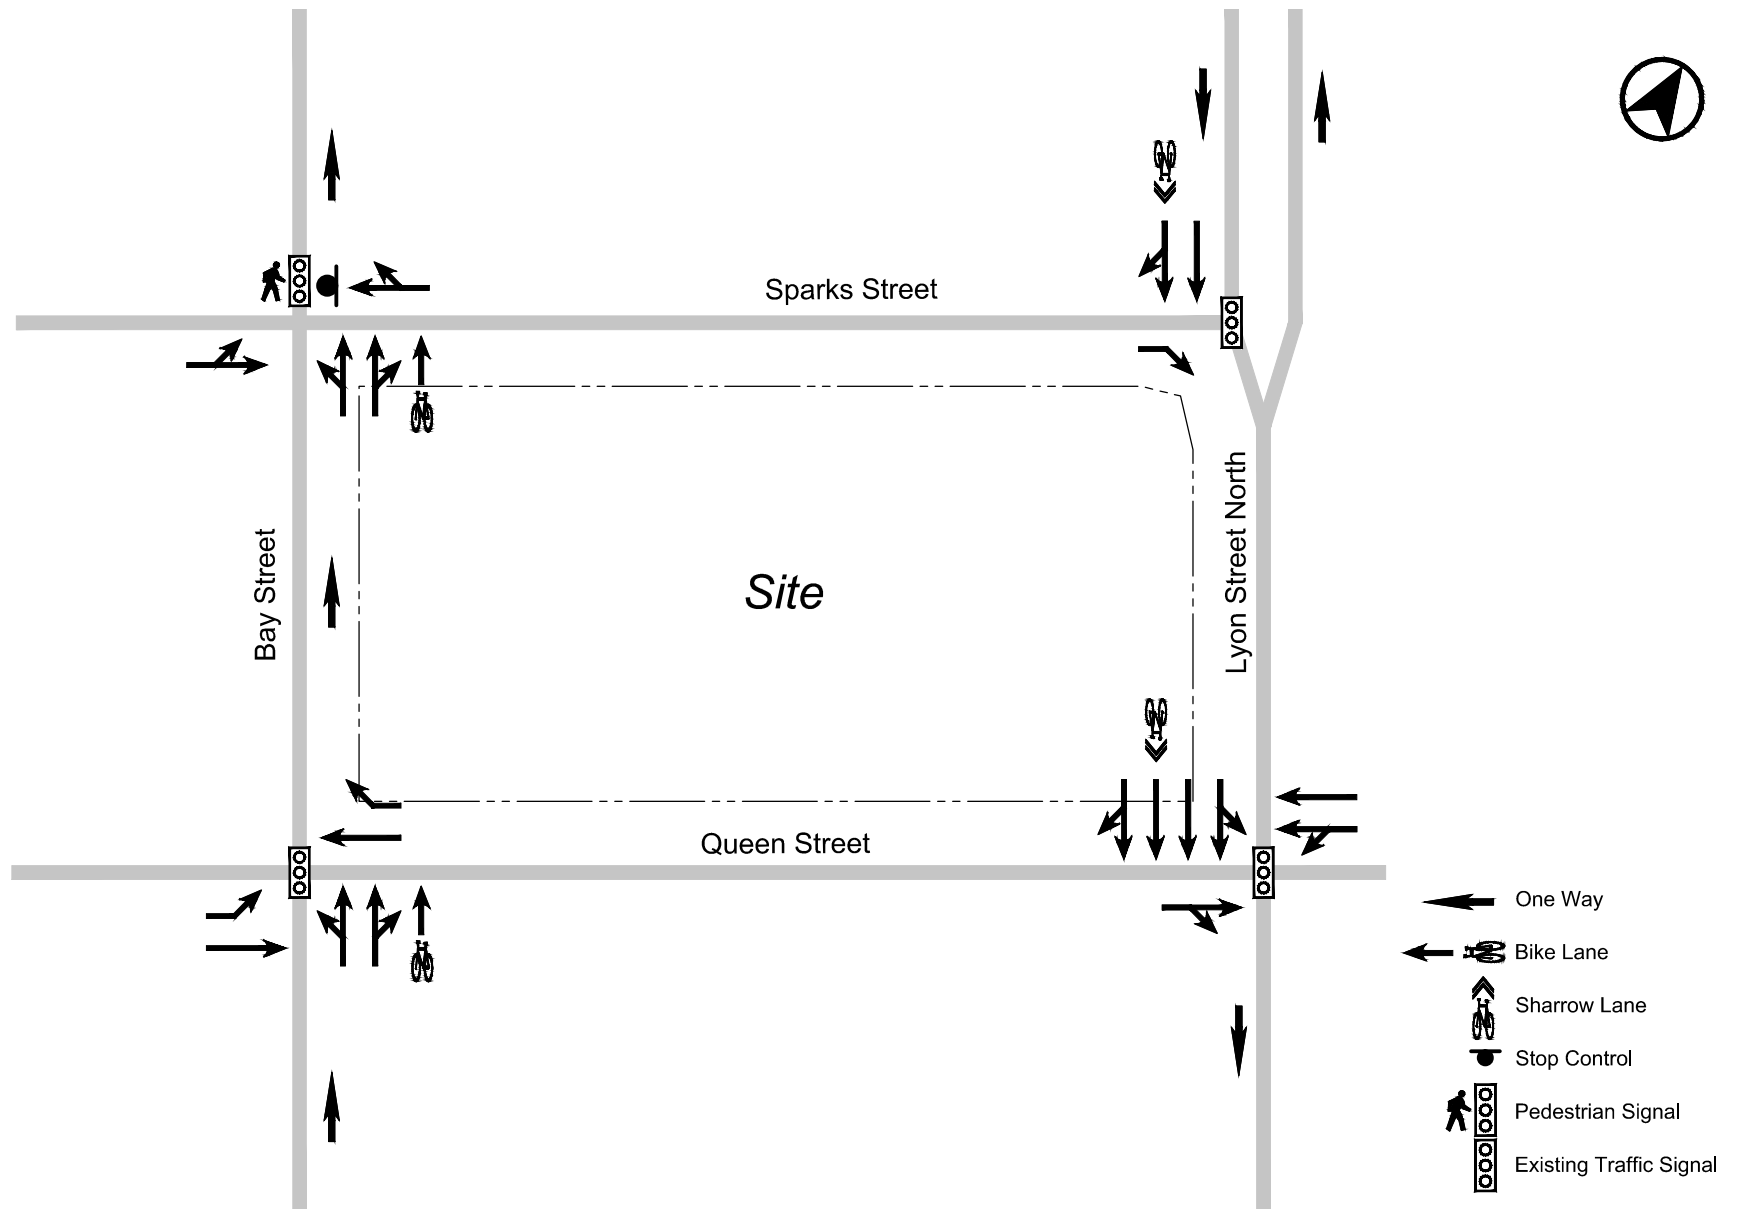 Sparks Street
Bay Street
Lyon Street North
Site
Queen Street
One Way
Bike Lane
Sharrow Lane
Stop Control
Pedestrian Signal
Existing Traffic Signal